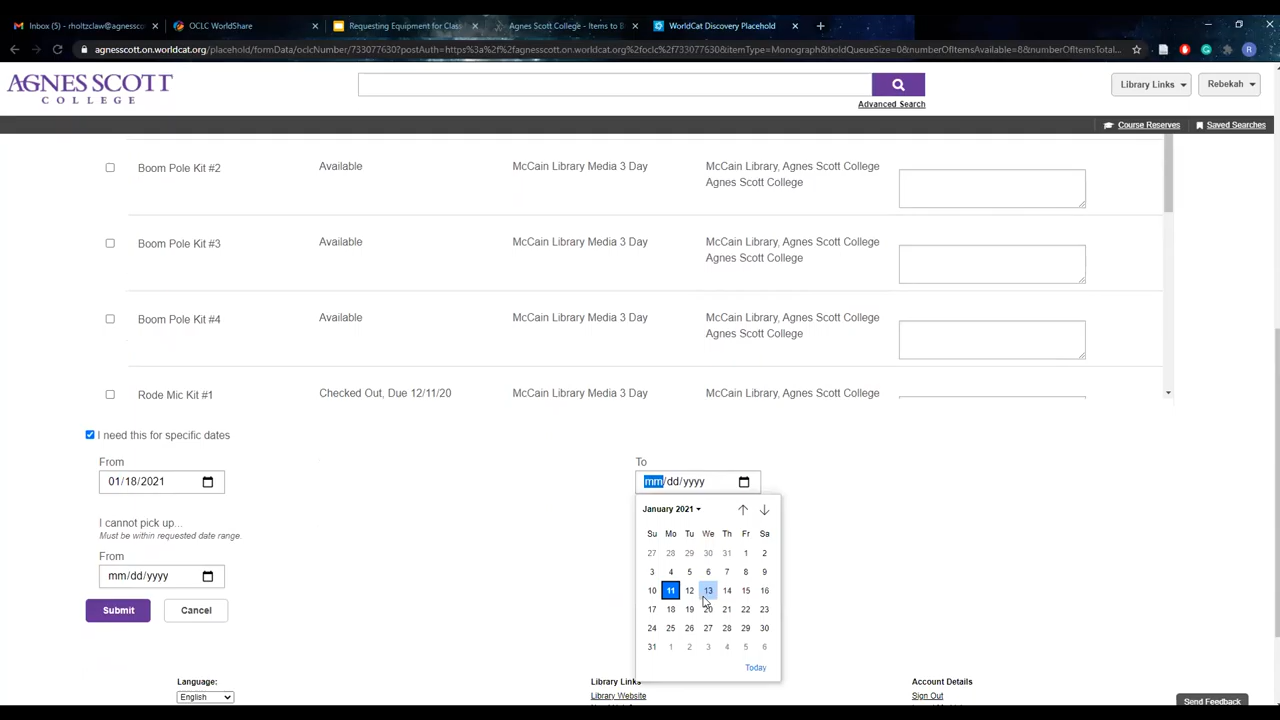 Inbox (55) - rholtzclaw@agnessco
OCLC WorldShare
Requesting Equipment for Class
Agnes Scott College - Items to B
WorldCat Discovery Placehold
agnesscott.on.worldcat.org/placehold/formData/oclcNumber/733077630?postAuth=https%3a%2f%2fagnesscott.on.worldcat.org%2foclc%2f733077630&itemType=Monograph&holdQueueSize=0&numberOfItemsAvailable=8&numberOfItemsTotal...
AGNES SCOTT
COLLEGE
Library Links
Rebekah
Advanced Search
Course Reserves
Saved Searches
Boom Pole Kit #2
Available
McCain Library Media 3 Day
McCain Library, Agnes Scott College
Agnes Scott College
Boom Pole Kit #3
Available
McCain Library Media 3 Day
McCain Library, Agnes Scott College
Agnes Scott College
Boom Pole Kit #4
Available
McCain Library Media 3 Day
McCain Library, Agnes Scott College
Agnes Scott College
Rode Mic Kit #1
Checked Out, Due 12/11/20
McCain Library Media 3 Day
McCain Library, Agnes Scott College
I need this for specific dates
From
To
01/18/2021
mm/dd/yyyy
January 2021
Su Mo Tu We Th Fr Sa
27 28 29 30 31 1 2
3 4 5 6 7 8 9
10 11 12 13 14 15 16
17 18 19 20 21 22 23
24 25 26 27 28 29 30
31 1 2 3 4 5 6
Today
I cannot pick up...
Must be within requested date range.
From
mm/dd/yyyy
Submit
Cancel
Language:
English
Library Links
Library Website
Account Details
Sign Out
Send Feedback